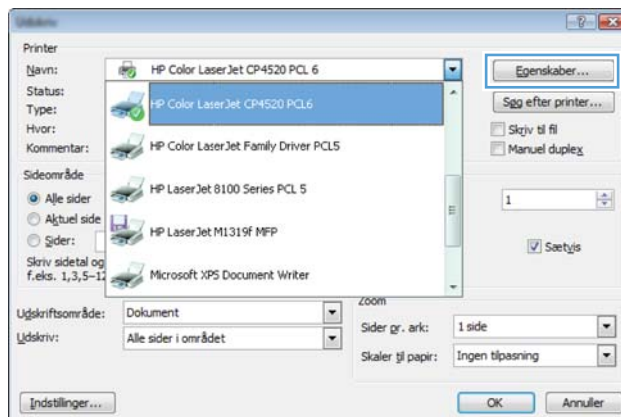 Udskriv
Printer
Navn:
HP Color LaserJet CP4520 PCL 6
Egenskaber...
Status:
HP Color LaserJet CP4520 PCL6
Søg efter printer...
Type:
Hvor:
Skriv til fil
Kommentar:
HP Color LaserJet Family Driver PCL5
Manuel duplex
Sideområde
Alle sider
HP LaserJet 8100 Series PCL 5
1
Aktuel side
Sider:
HP LaserJet M1319f MFP
Sætvis
Skriv sidetal og
f.eks. 1,3,5–12
Microsoft XPS Document Writer
Zoom
Udskriftsområde:
Dokument
Sider pr. ark:
1 side
Udskriv:
Alle sider i området
Skaler til papir:
Ingen tilpasning
Indstillinger...
OK
Annuller